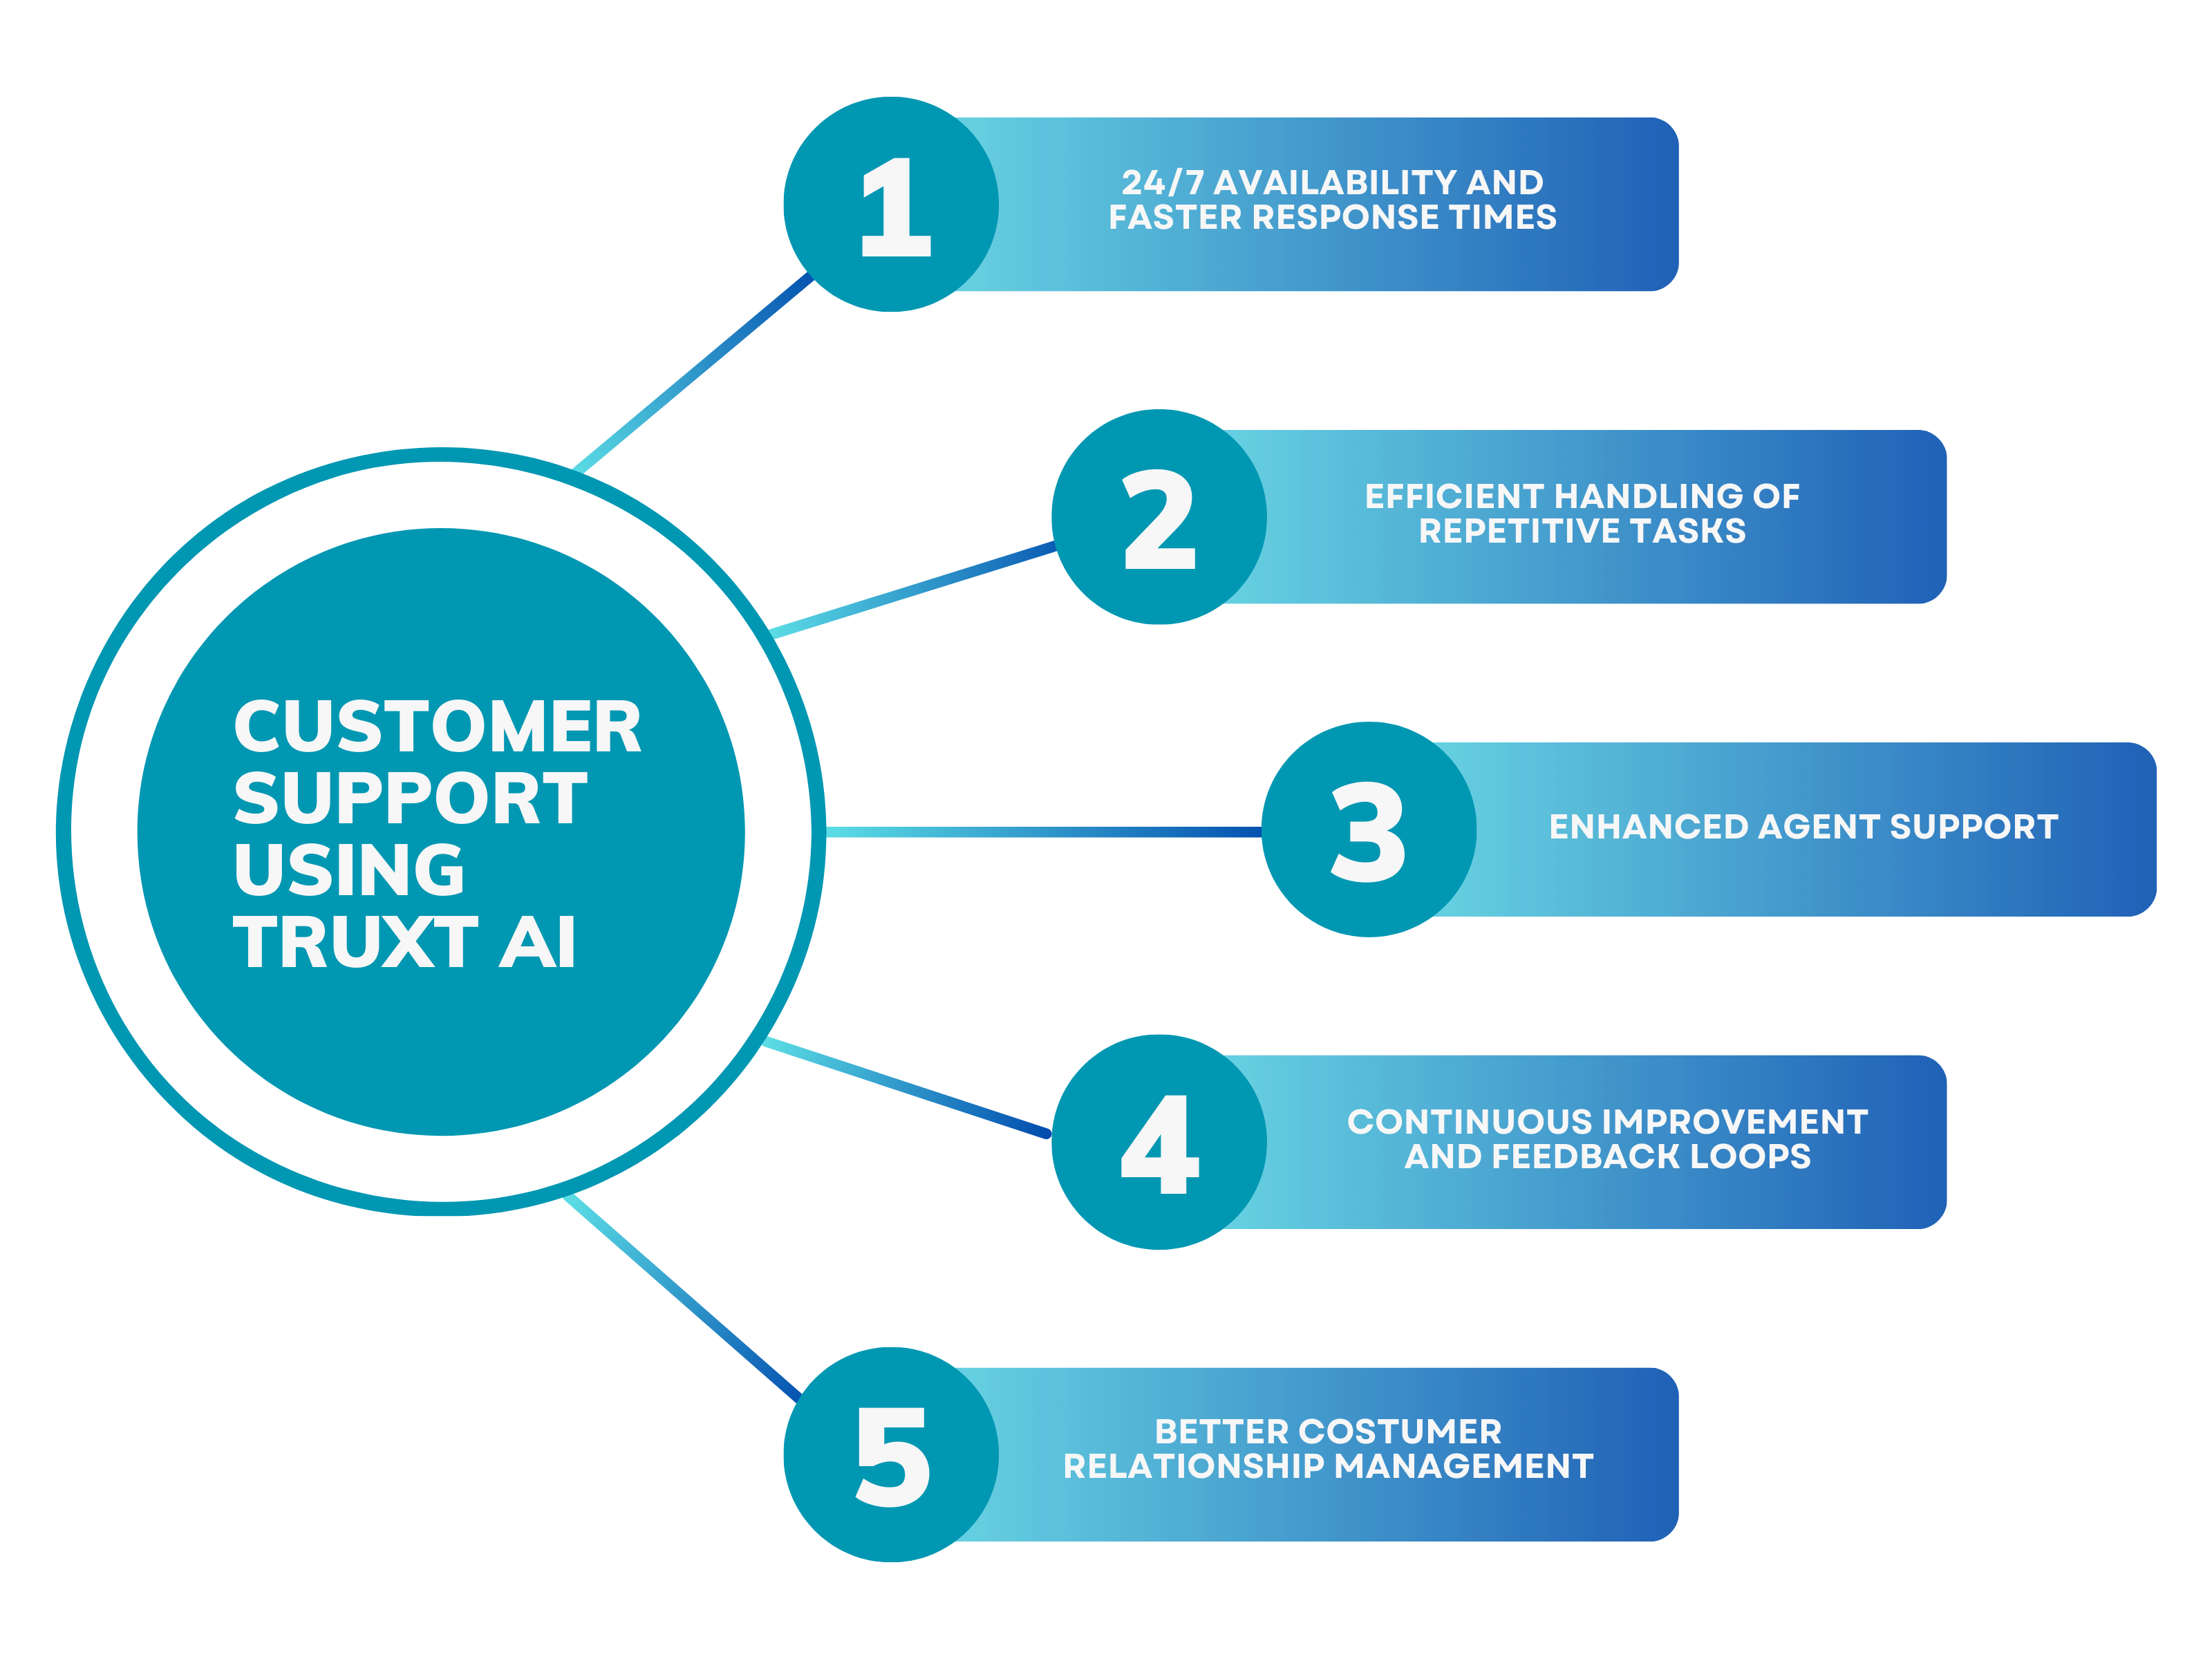 CUSTOMER
SUPPORT
USING
TRUXT AI
1
24/7 AVAILABILITY AND
FASTER RESPONSE TIMES
2
EFFICIENT HANDLING OF
REPETITIVE TASKS
3
ENHANCED AGENT SUPPORT
4
CONTINUOUS IMPROVEMENT
AND FEEDBACK LOOPS
5
BETTER COSTUMER
RELATIONSHIP MANAGEMENT